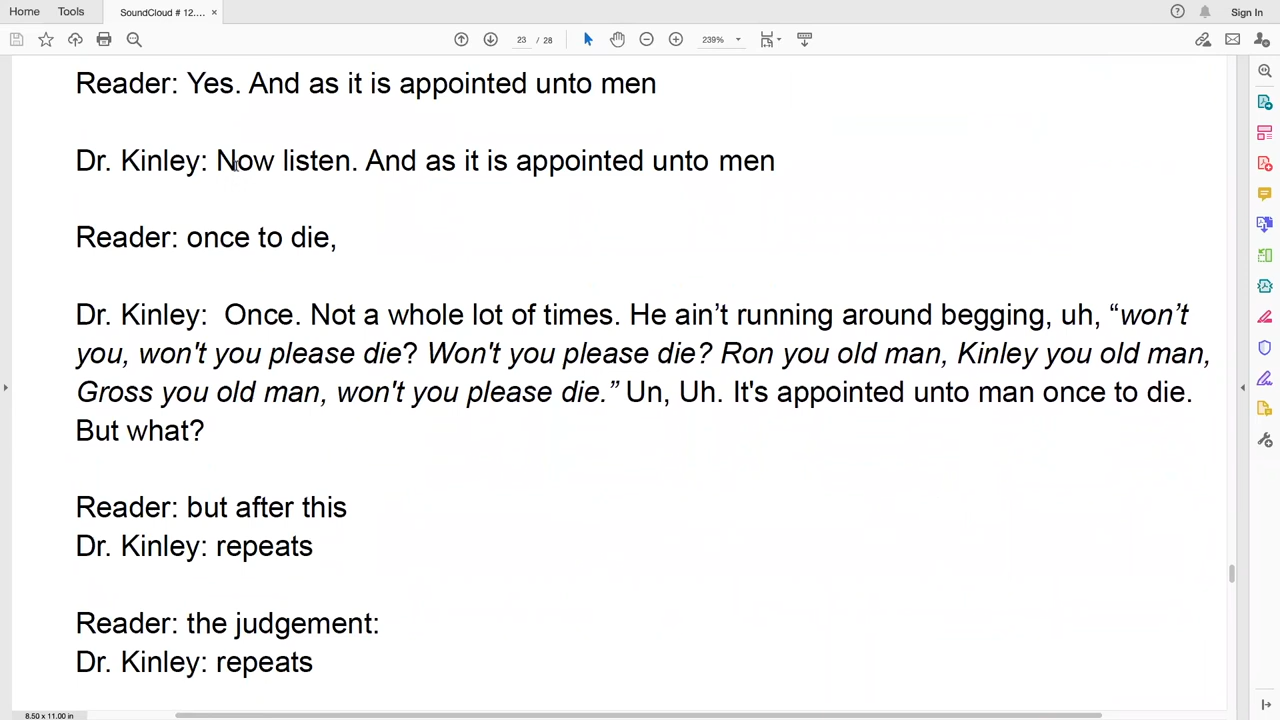 Home Tools SoundCloud # 12.... × Sign In
23 / 28 239%
Reader: Yes. And as it is appointed unto men
Dr. Kinley: Now listen. And as it is appointed unto men
Reader: once to die,
Dr. Kinley:  Once. Not a whole lot of times. He ain’t running around begging, uh, “won’t
you, won't you please die? Won't you please die? Ron you old man, Kinley you old man,
Gross you old man, won't you please die.” Un, Uh. It's appointed unto man once to die.
But what?
Reader: but after this
Dr. Kinley: repeats
Reader: the judgement:
Dr. Kinley: repeats
8.50 x 11.00 in